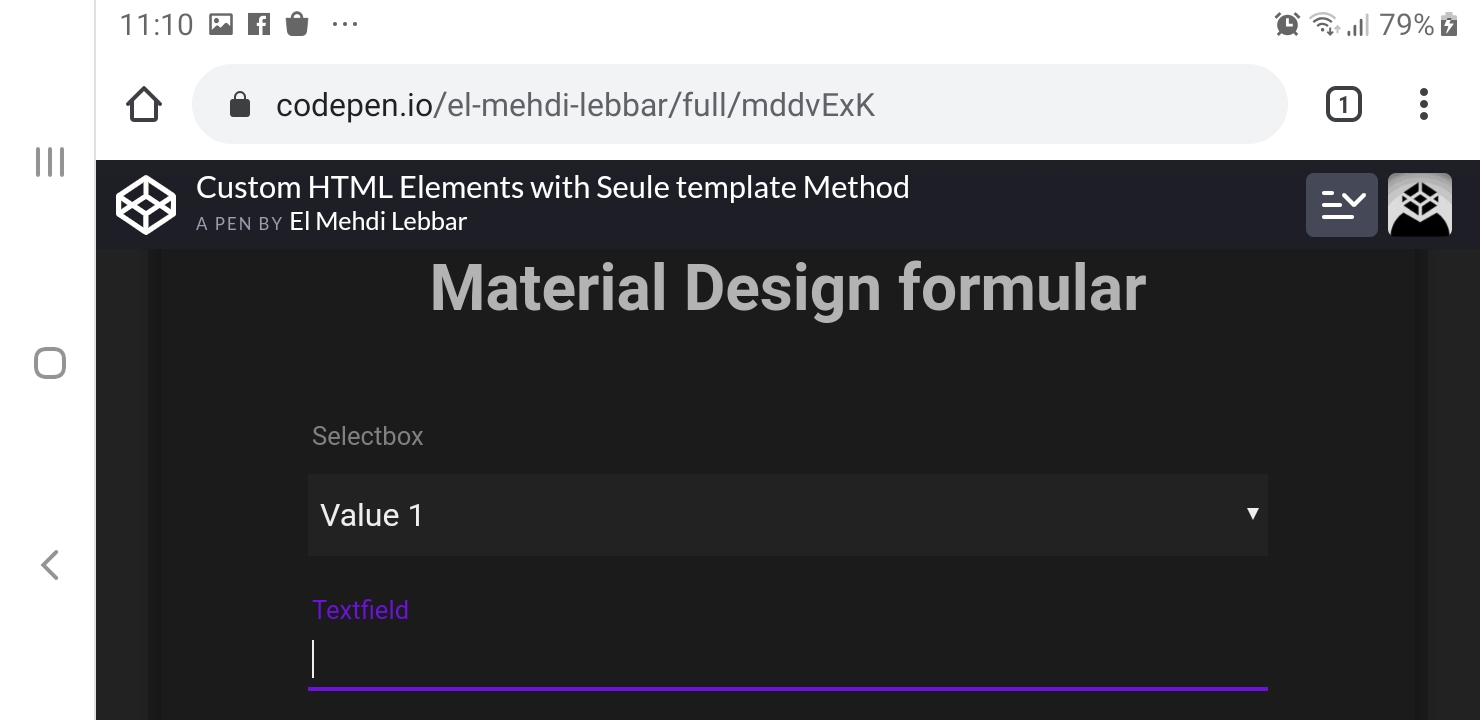 11:10 79%
codepen.io/el-mehdi-lebbar/full/mddvExK 1
Custom HTML Elements with Seule template Method
A PEN BY El Mehdi Lebbar
Material Design formular
Selectbox
Value 1
Textfield